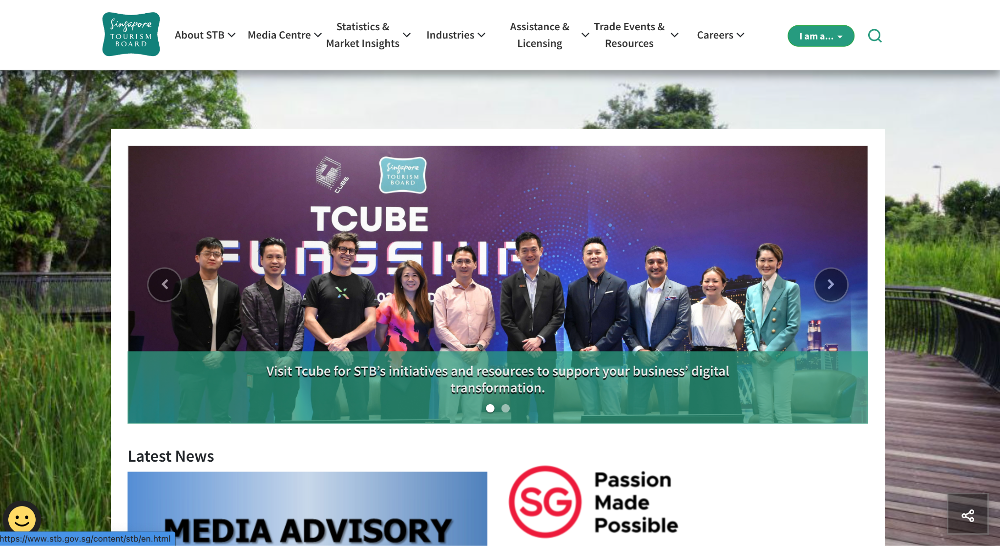 Singapore
TOURISM
BOARD
About STB
Media Centre
Statistics &
Market Insights
Industries
Assistance &
Licensing
Trade Events &
Resources
Careers
I am a...
CUBE
Singapore
TOURISM
BOARD
TCUBE
FLAGSHIP
Visit Tcube for STB’s initiatives and resources to support your business’ digital
transformation.
Latest News
MEDIA ADVISORY
SG
Passion
Made
Possible
https://www.stb.gov.sg/content/stb/en.html